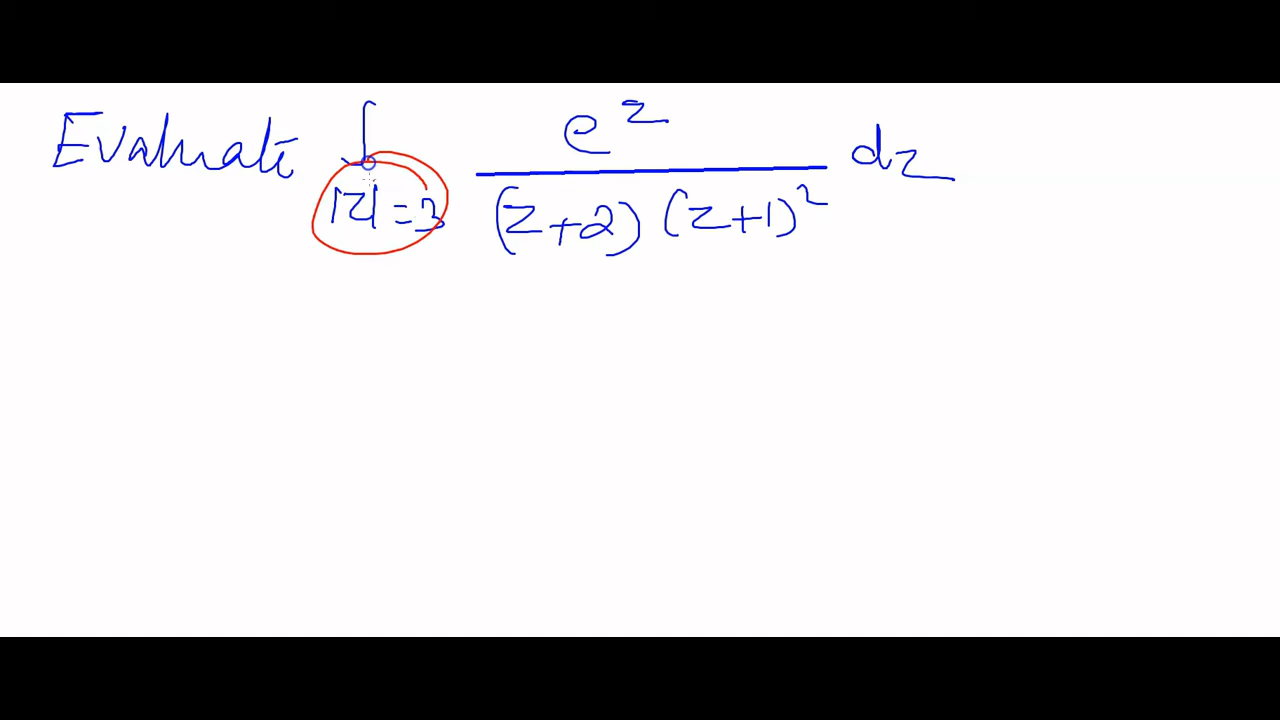 Evaluate ∫ e^z / (z+2)(z+1)^2 dz
|z|=3